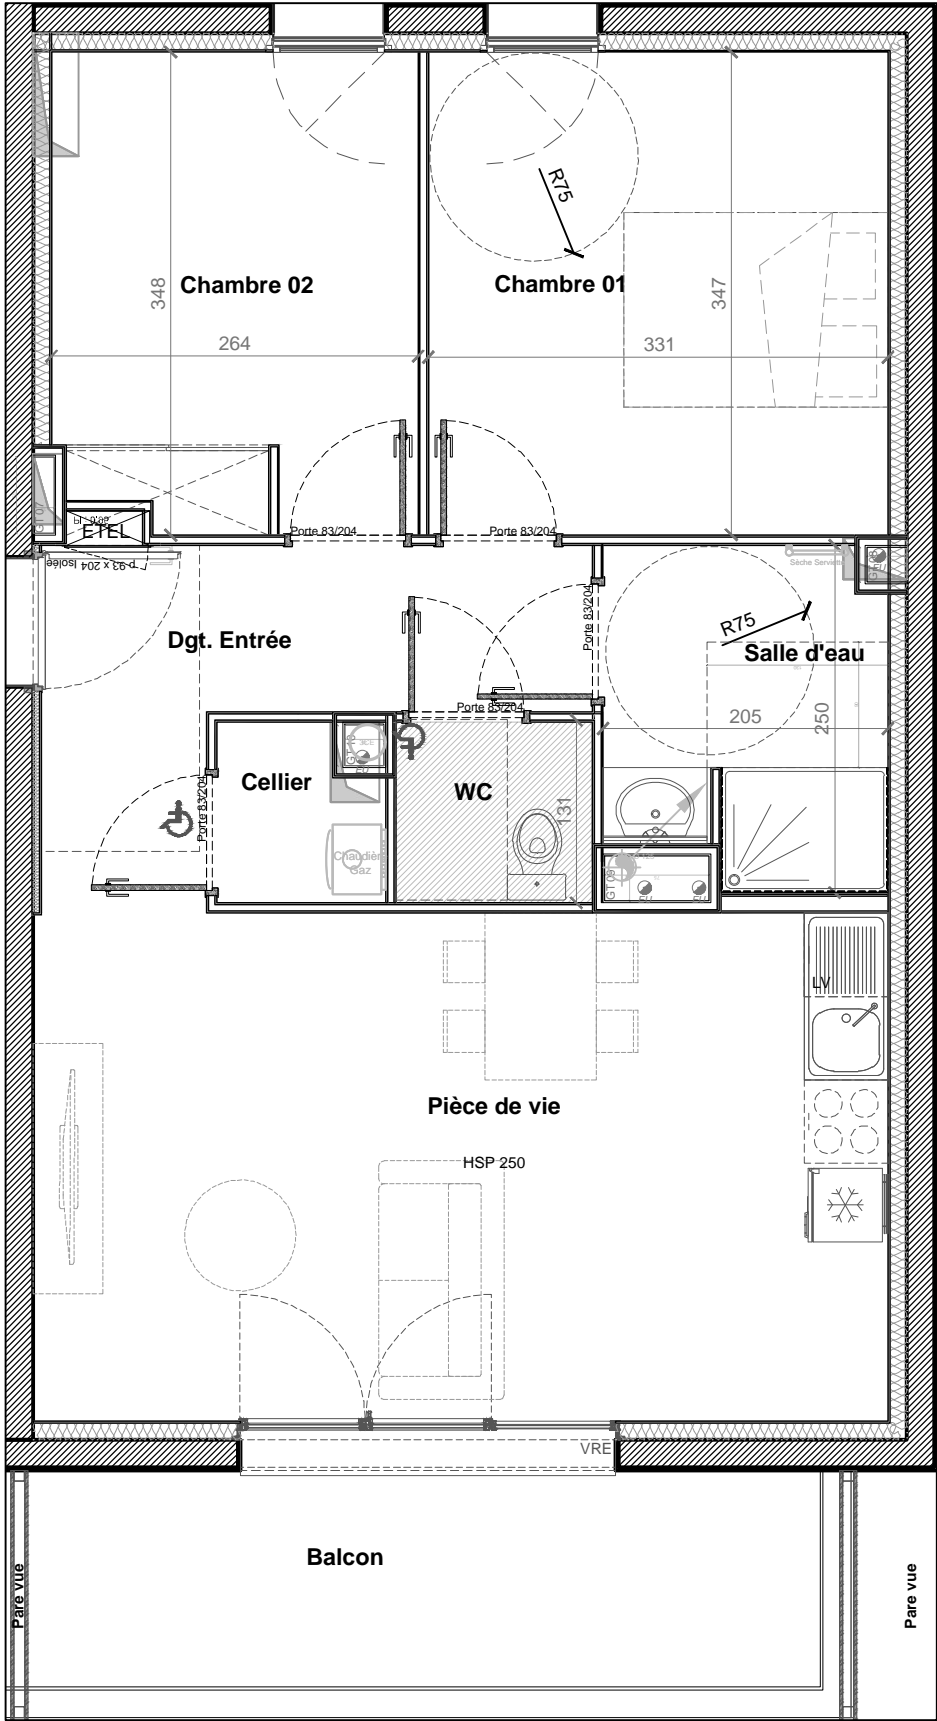 R75
Chambre 02
Chambre 01
348
347
264
331
ETEL
Porte 83/204
Porte 83/204
p 93 x 204 Isolée
Sèche Serviette
Porte 83/204
R75
Dgt. Entrée
Salle d'eau
Porte 83/204
205
250
Cellier
WC
131
Porte 83/204
Chaudière
Gaz
GT 09
LV
Pièce de vie
HSP 250
VRE
Balcon
Pare vue
Pare vue